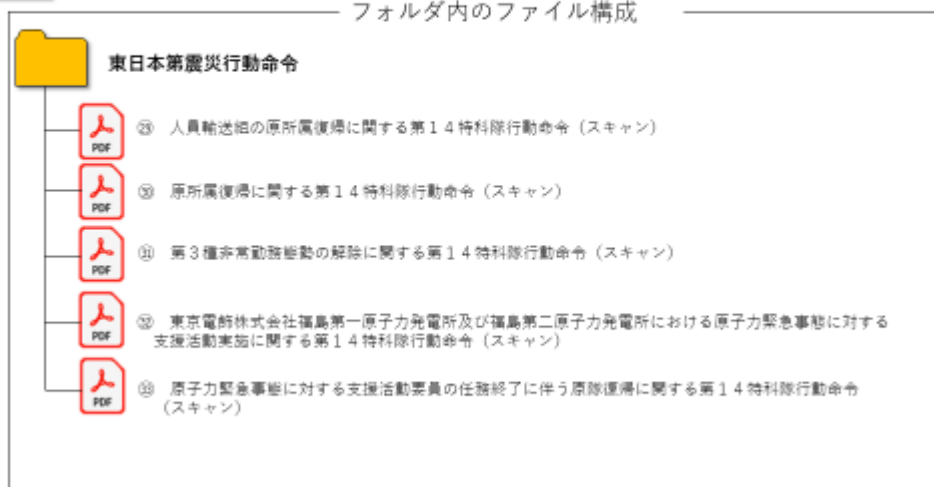 フォルダ内のファイル構成
東日本第震災行動命令
PDF ㉙ 人員輸送組の原所属復帰に関する第１４特科隊行動命令（スキャン）
PDF ㉚ 原所属復帰に関する第１４特科隊行動命令（スキャン）
PDF ㉛ 第３種非常勤務態勢の解除に関する第１４特科隊行動命令（スキャン）
PDF ㉜ 東京電飾株式会社福島第一原子力発電所及び福島第二原子力発電所における原子力緊急事態に対する
支援活動実施に関する第１４特科隊行動命令（スキャン）
PDF ㉝ 原子力緊急事態に対する支援活動要員の任務終了に伴う原隊復帰に関する第１４特科隊行動命令
（スキャン）